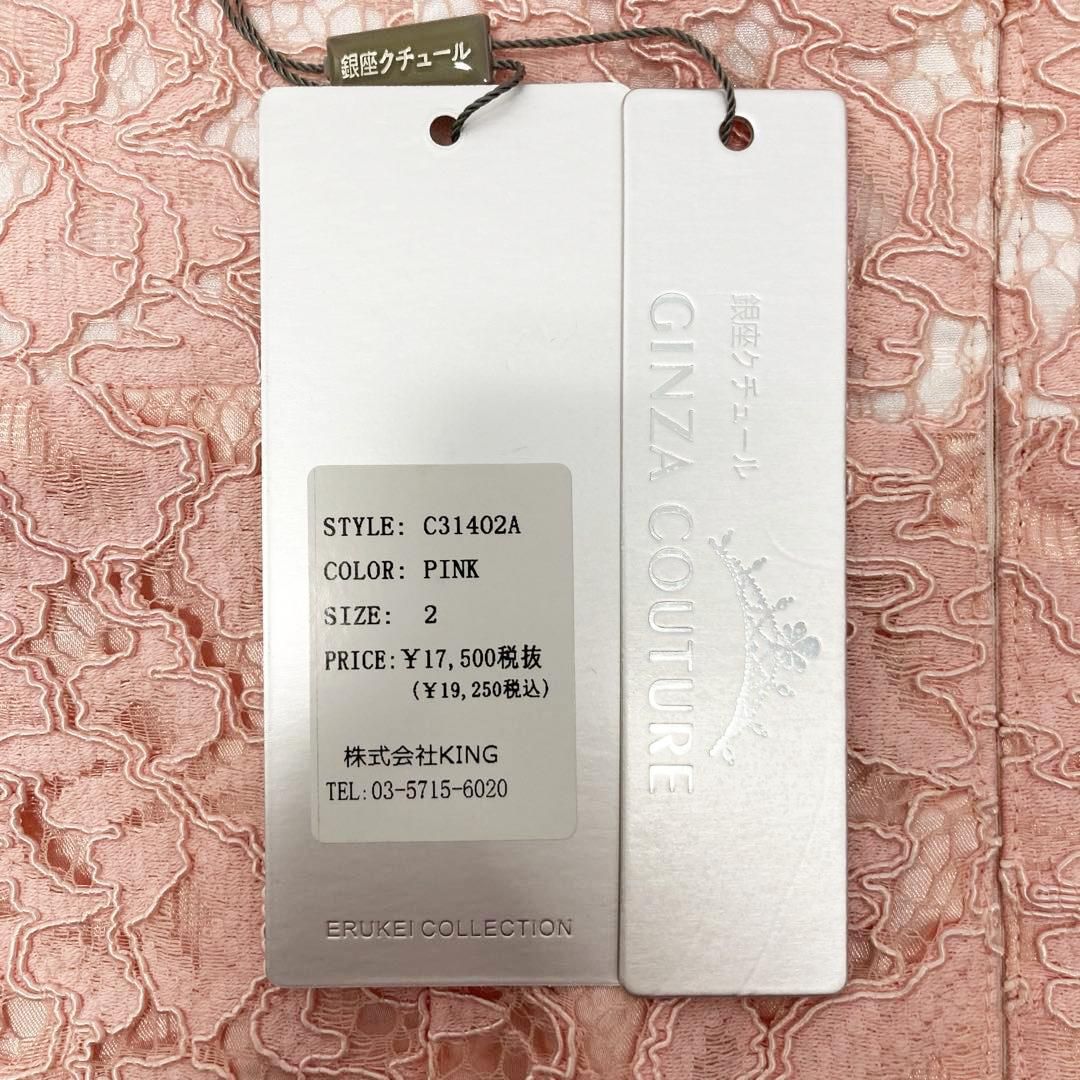 銀座クチュール
STYLE: C31402A
COLOR: PINK
SIZE: 2
PRICE:￥17,500税抜
(￥19,250税込)
株式会社KING
TEL:03-5715-6020
ERUKEI COLLECTION
銀座クチュール
GINZA COUTURE